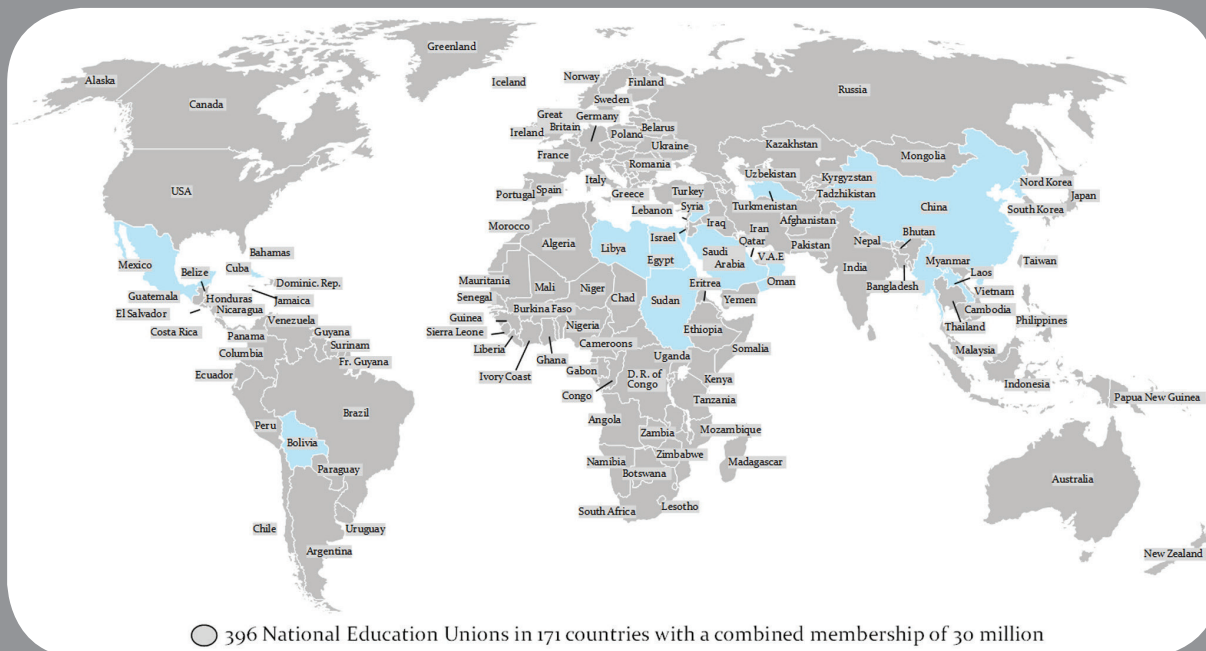 Greenland
Alaska
Canada
Iceland
Norway
Finland
Sweden
Russia
Great
Britain
Germany
Ireland
Poland
Belarus
Ukraine
France
Romania
Kazakhstan
Mongolia
Italy
Portugal
Spain
Greece
Turkey
Uzbekistan
Kyrgyzstan
Tadzhikistan
Nord Korea
Japan
South Korea
China
USA
Lebanon
Syria
Turkmenistan
Afghanistan
Morocco
Iraq
Iran
Israel
Qatar
Pakistan
Nepal
Bhutan
Algeria
Libya
Egypt
Saudi
Arabia
V.A.E
India
Myanmar
Taiwan
Bahamas
Mexico
Belize
Cuba
Dominic. Rep.
Mauritania
Mali
Niger
Chad
Sudan
Eritrea
Oman
Yemen
Bangladesh
Laos
Vietnam
Guatemala
Honduras
Jamaica
Senegal
Burkina Faso
El Salvador
Nicaragua
Guinea
Nigeria
Ethiopia
Cambodia
Thailand
Philippines
Costa Rica
Venezuela
Guyana
Sierra Leone
Cameroons
Panama
Surinam
Liberia
Ghana
Uganda
Somalia
Malaysia
Columbia
Fr. Guyana
Ivory Coast
Gabon
D. R. of
Congo
Kenya
Indonesia
Ecuador
Congo
Tanzania
Papua New Guinea
Brazil
Peru
Angola
Zambia
Mozambique
Bolivia
Zimbabwe
Paraguay
Namibia
Botswana
Madagascar
Australia
South Africa
Lesotho
Chile
Uruguay
Argentina
New Zealand
396 National Education Unions in 171 countries with a combined membership of 30 million